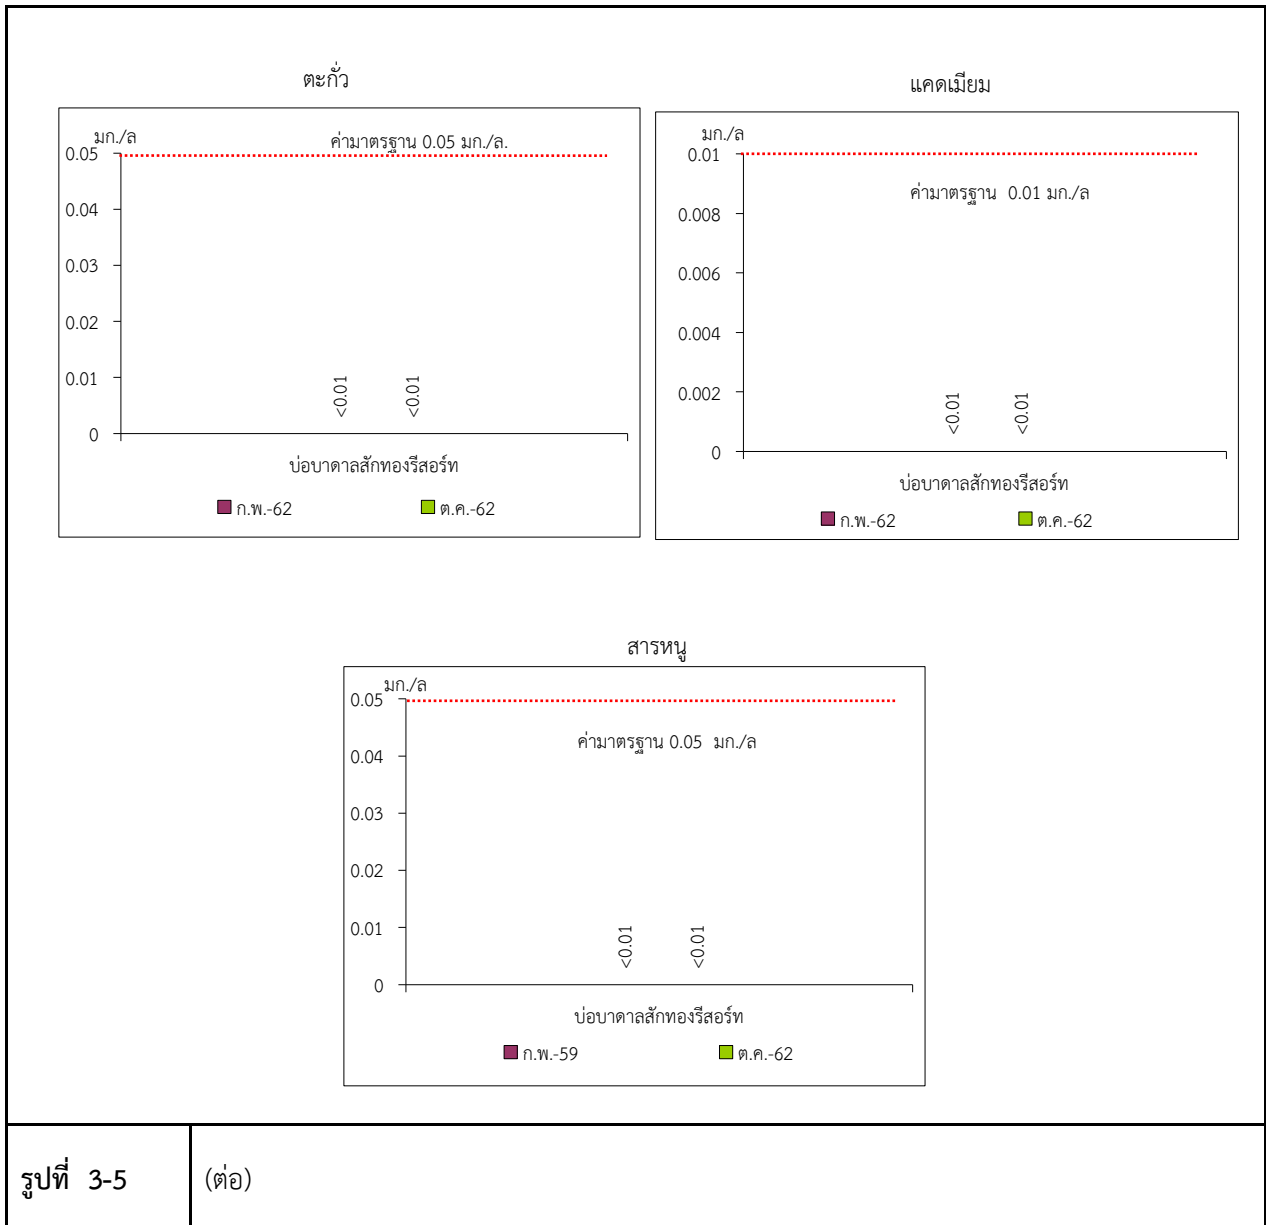 ตะกั่ว
มก./ล
ค่ามาตรฐาน 0.05 มก./ล.
0.05
0.04
0.03
0.02
0.01
0
<0.01
<0.01
บ่อบาดาลสักทองรีสอร์ท
ก.พ.-62
ต.ค.-62
แคดเมียม
มก./ล
0.01
ค่ามาตรฐาน 0.01 มก./ล
0.008
0.006
0.004
0.002
0
<0.01
<0.01
บ่อบาดาลสักทองรีสอร์ท
ก.พ.-62
ต.ค.-62
สารหนู
มก./ล
0.05
ค่ามาตรฐาน 0.05 มก./ล
0.04
0.03
0.02
0.01
0
<0.01
<0.01
บ่อบาดาลสักทองรีสอร์ท
ก.พ.-59
ต.ค.-62
รูปที่ 3-5
(ต่อ)